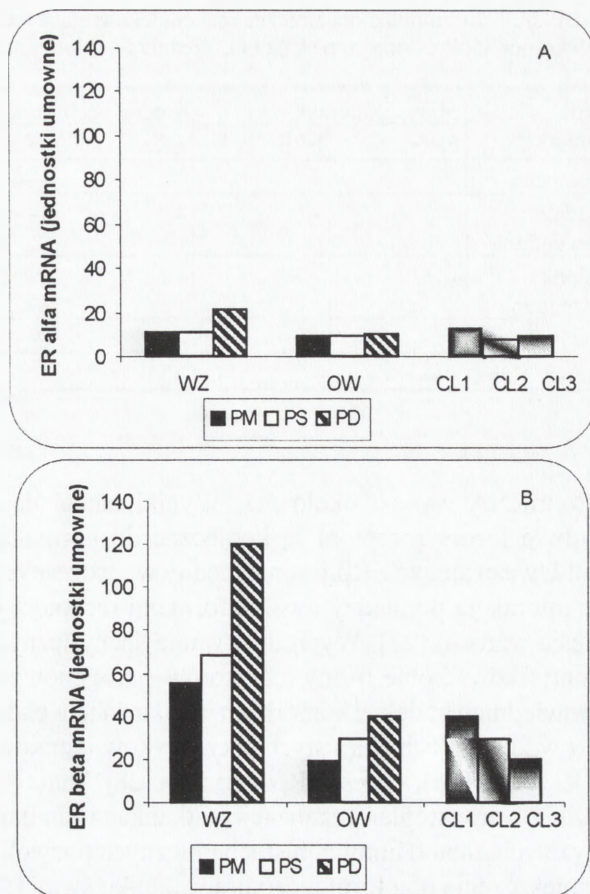 A
ER alfa mRNA (jednostki umowne)
140
120
100
80
60
40
20
0
WZ
OW
CL1
CL2
CL3
PM
PS
PD
B
ER beta mRNA (jednostki umowne)
140
120
100
80
60
40
20
0
WZ
OW
CL1
CL2
CL3
PM
PS
PD